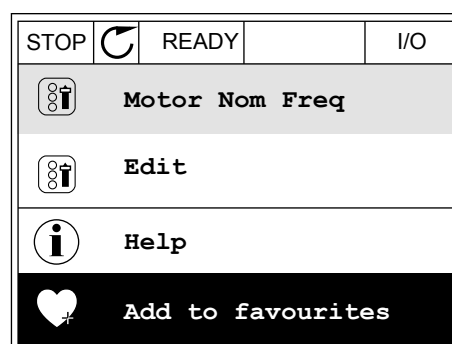 STOP READY I/O
Motor Nom Freq
Edit
Help
Add to favourites